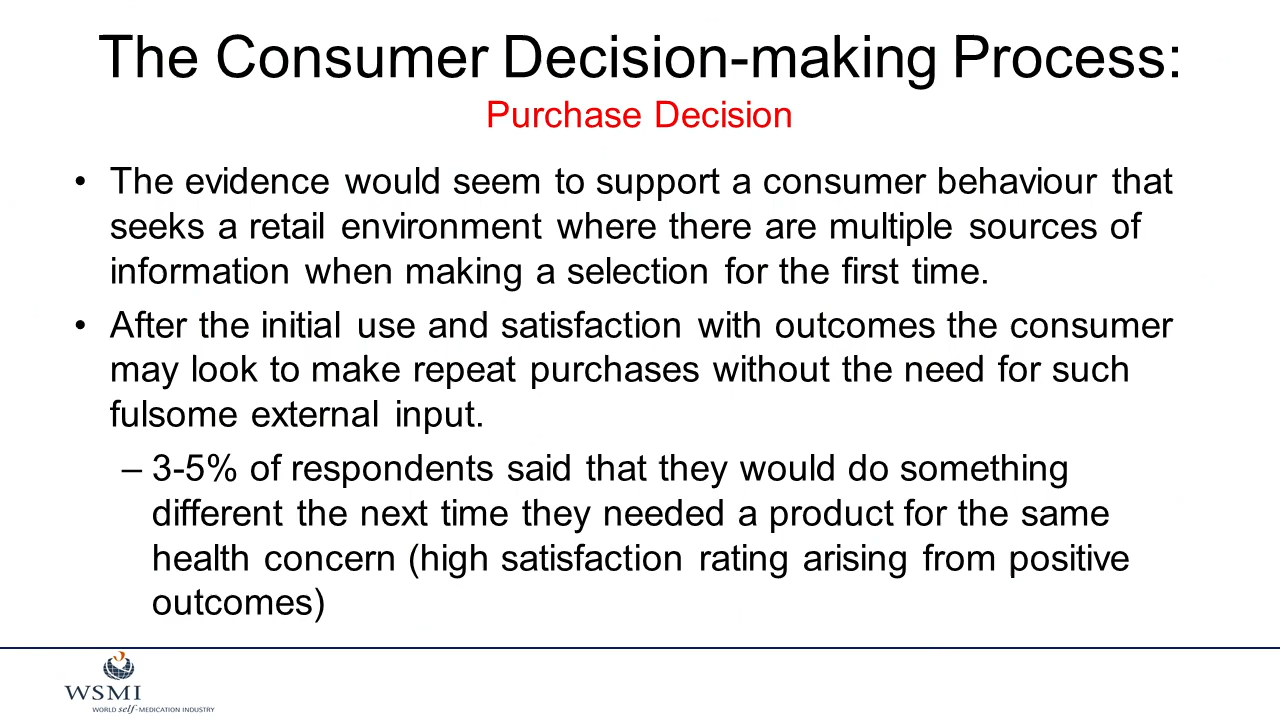 The Consumer Decision-making Process:
Purchase Decision
• The evidence would seem to support a consumer behaviour that
seeks a retail environment where there are multiple sources of
information when making a selection for the first time.
• After the initial use and satisfaction with outcomes the consumer
may look to make repeat purchases without the need for such
fulsome external input.
– 3-5% of respondents said that they would do something
different the next time they needed a product for the same
health concern (high satisfaction rating arising from positive
outcomes)
WSMI
WORLD self-MEDICATION INDUSTRY